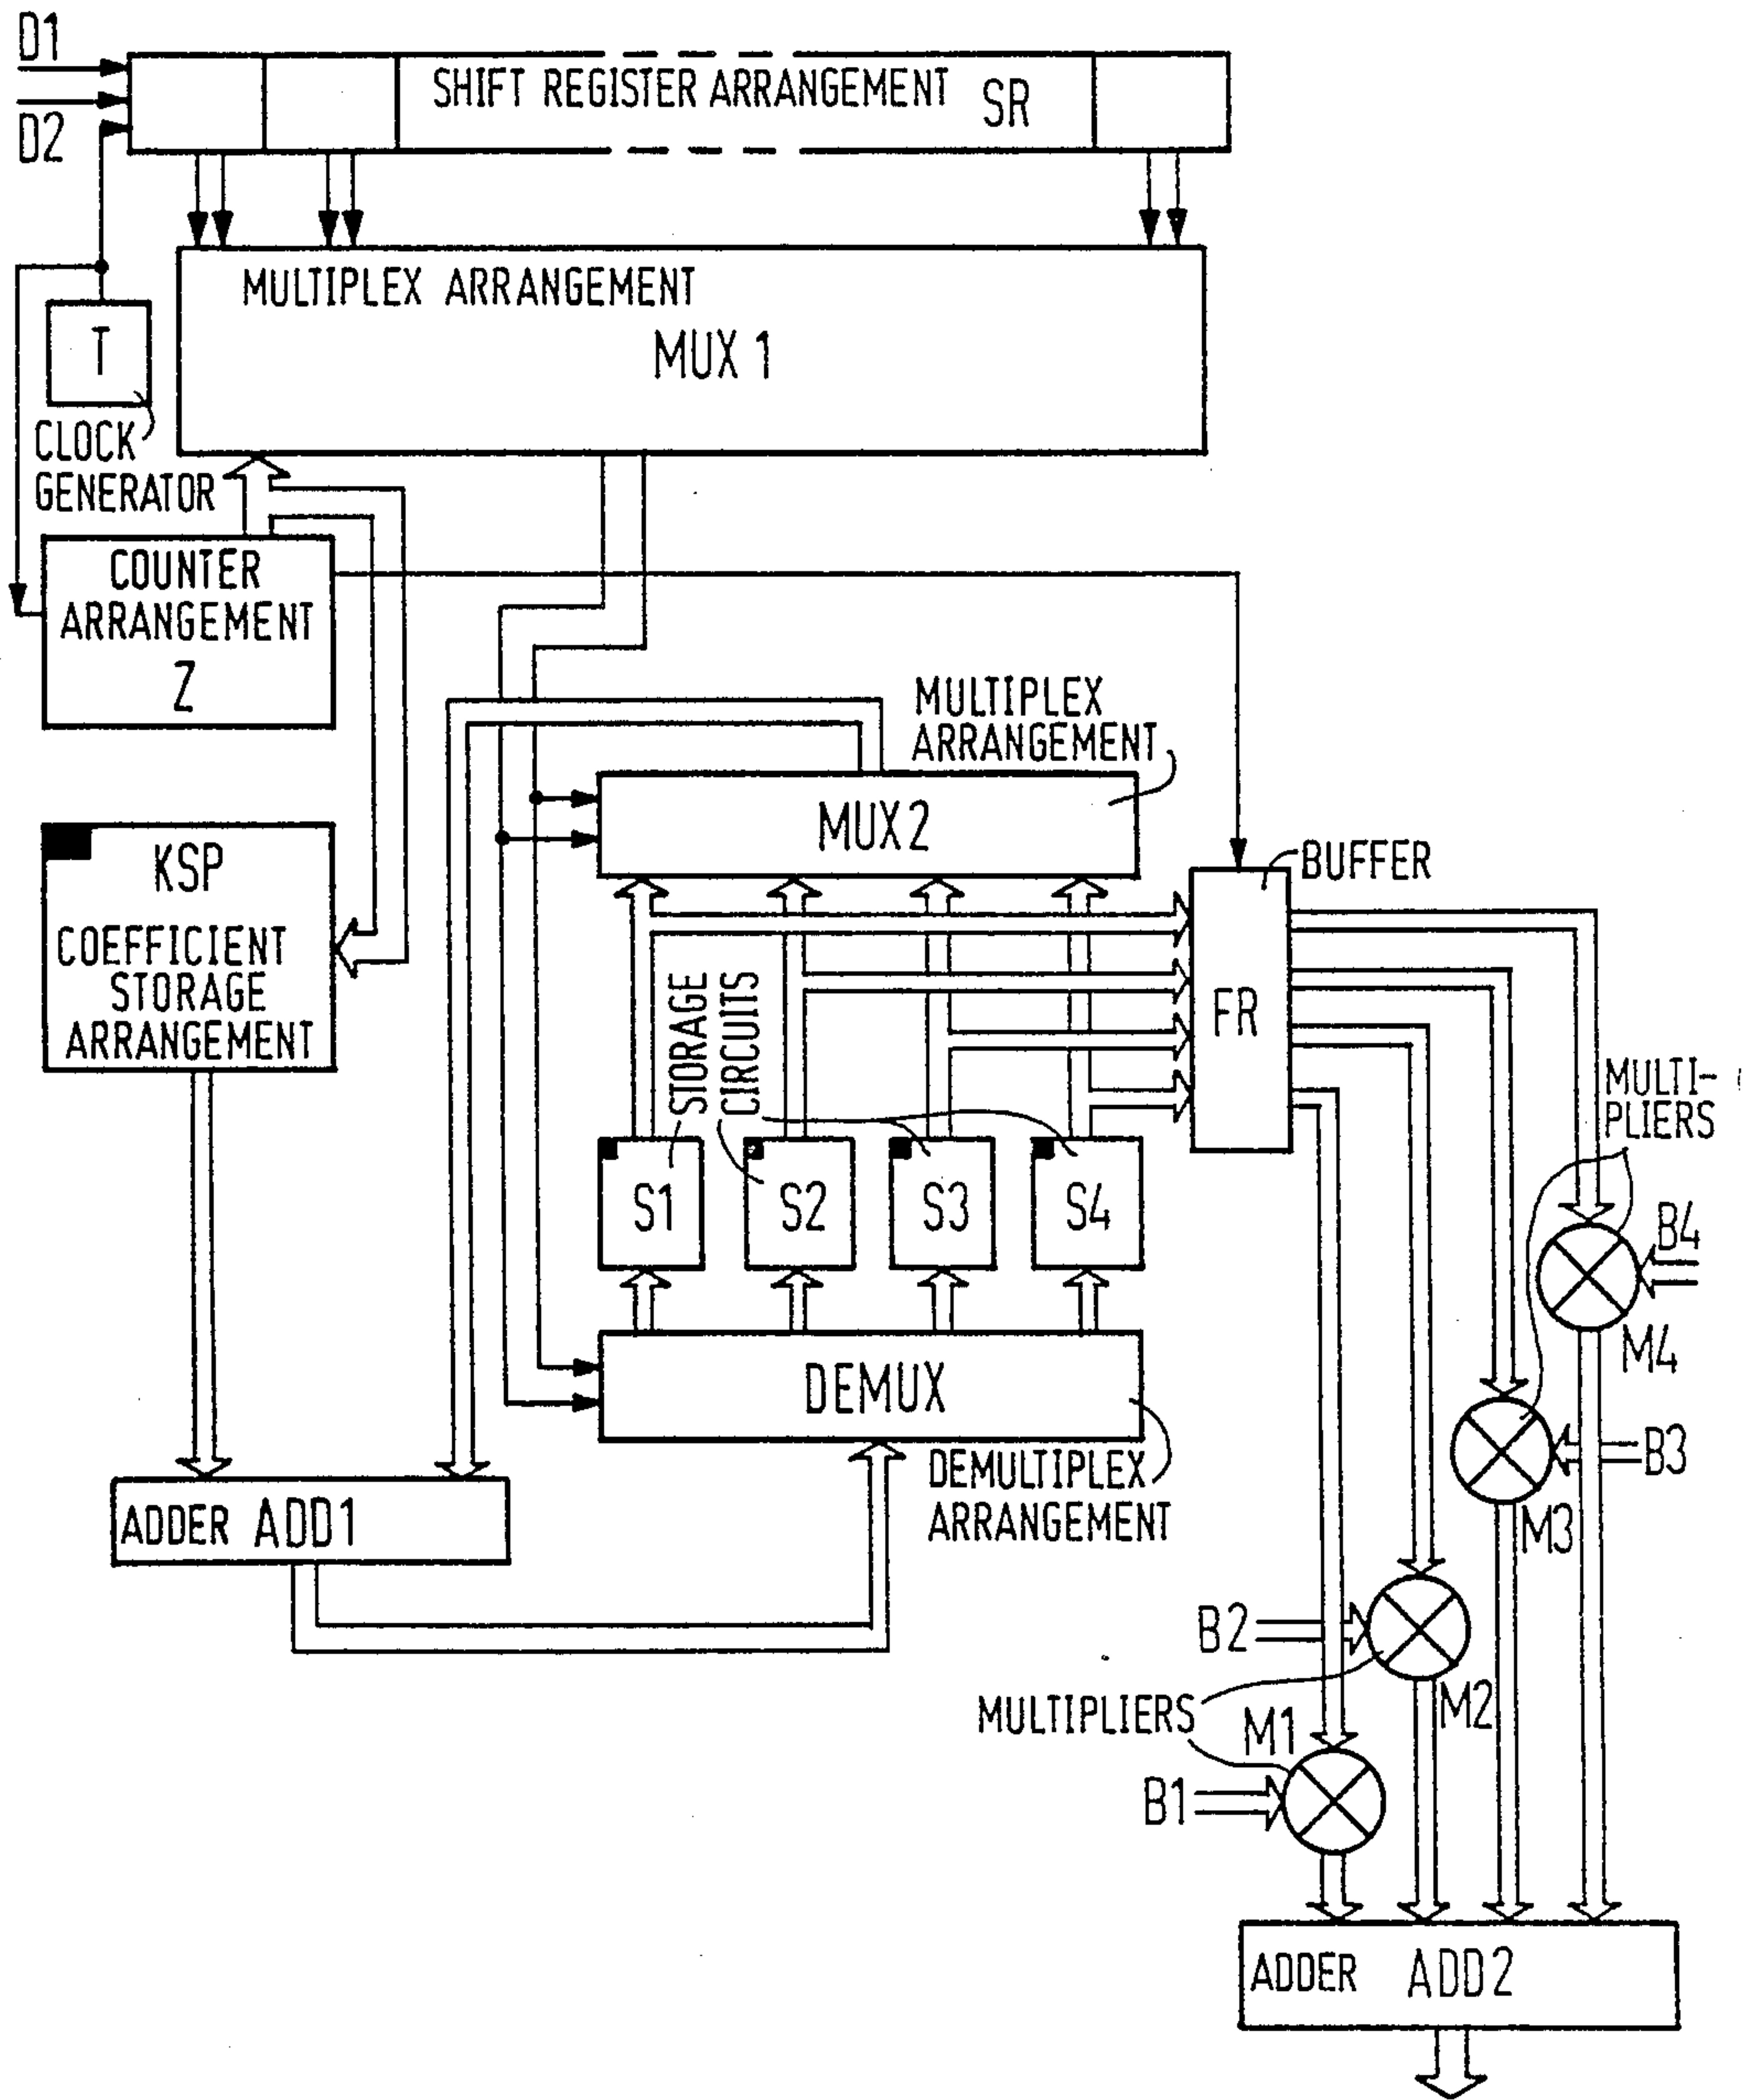 D1
D2
SHIFT REGISTER ARRANGEMENT SR
MULTIPLEX ARRANGEMENT
MUX 1
T
CLOCK
GENERATOR
COUNTER
ARRANGEMENT
Z
MULTIPLEX
ARRANGEMENT
MUX2
KSP
COEFFICIENT
STORAGE
ARRANGEMENT
BUFFER
FR
STORAGE
CIRCUITS
MULTI-
PLIERS
S1
S2
S3
S4
B4
M4
DEMUX
B3
M3
DEMULTIPLEX
ARRANGEMENT
ADDER ADD1
B2
M2
MULTIPLIERS
M1
B1
ADDER ADD2